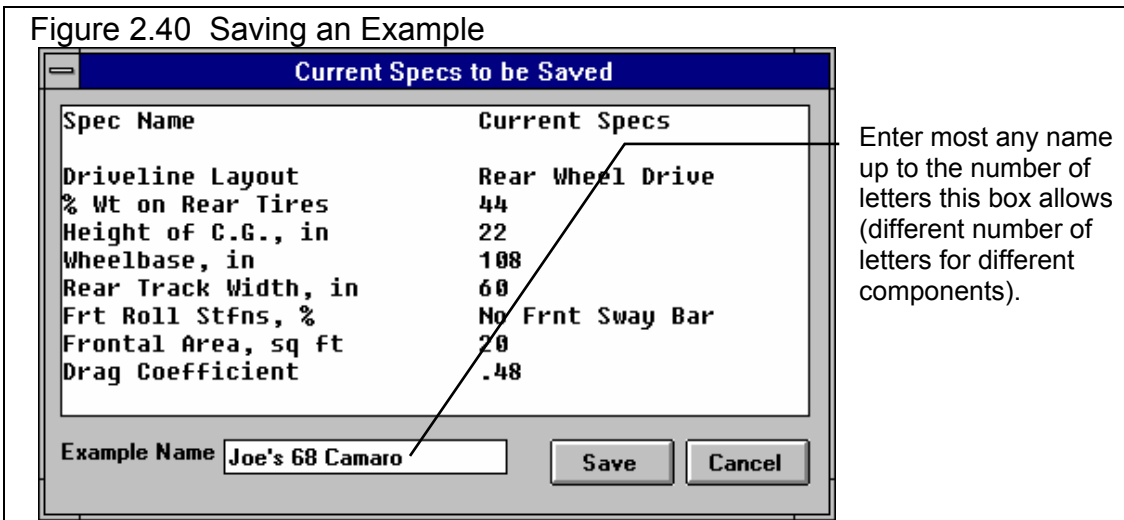 Figure 2.40  Saving an Example
Current Specs to be Saved
Spec Name Current Specs
Driveline Layout Rear Wheel Drive
% Wt on Rear Tires 44
Height of C.G., in 22
Wheelbase, in 108
Rear Track Width, in 60
Frt Roll Stfns, % No Frnt Sway Bar
Frontal Area, sq ft 20
Drag Coefficient .48
Example Name Joe's 68 Camaro Save Cancel
Enter most any name
up to the number of
letters this box allows
(different number of
letters for different
components).